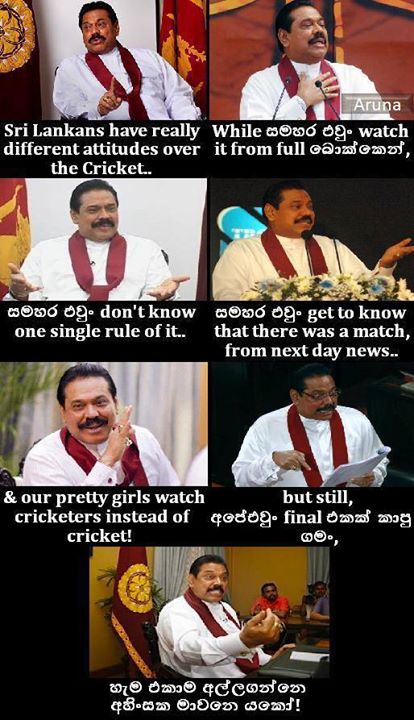 Aruna
Sri Lankans have really
different attitudes over
the Cricket..
While සමහර එවුං watch
it from full බොක්කෙන්,
සමහර එවුං don't know
one single rule of it..
සමහර එවුං get to know
that there was a match,
from next day news..
& our pretty girls watch
cricketers instead of
cricket!
but still,
අපේඑවුං final එකක් කාපු
ගමං,
හැම එකාම අල්ලගන්නෙ
අහිංසක මාවනෙ යකෝ!